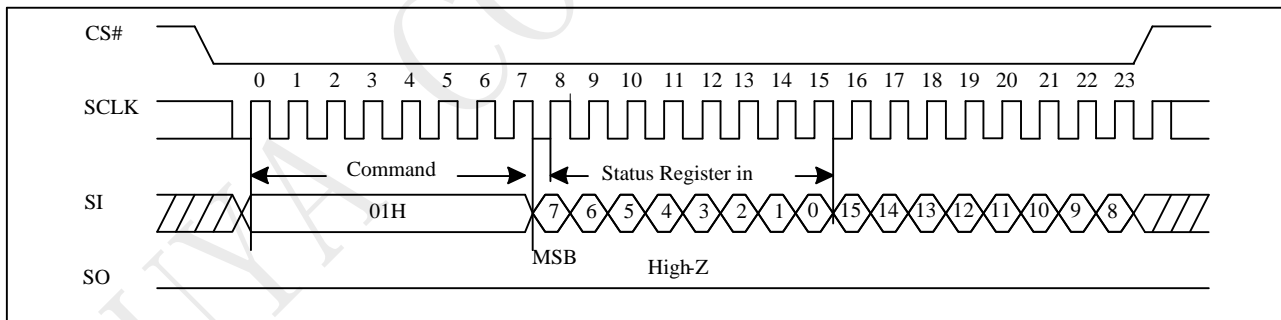 CS#
0 1 2 3 4 5 6 7 8 9 10 11 12 13 14 15 16 17 18 19 20 21 22 23
SCLK
Command Status Register in
SI 01H 7 6 5 4 3 2 1 0 15 14 13 12 11 10 9 8
MSB High-Z
SO